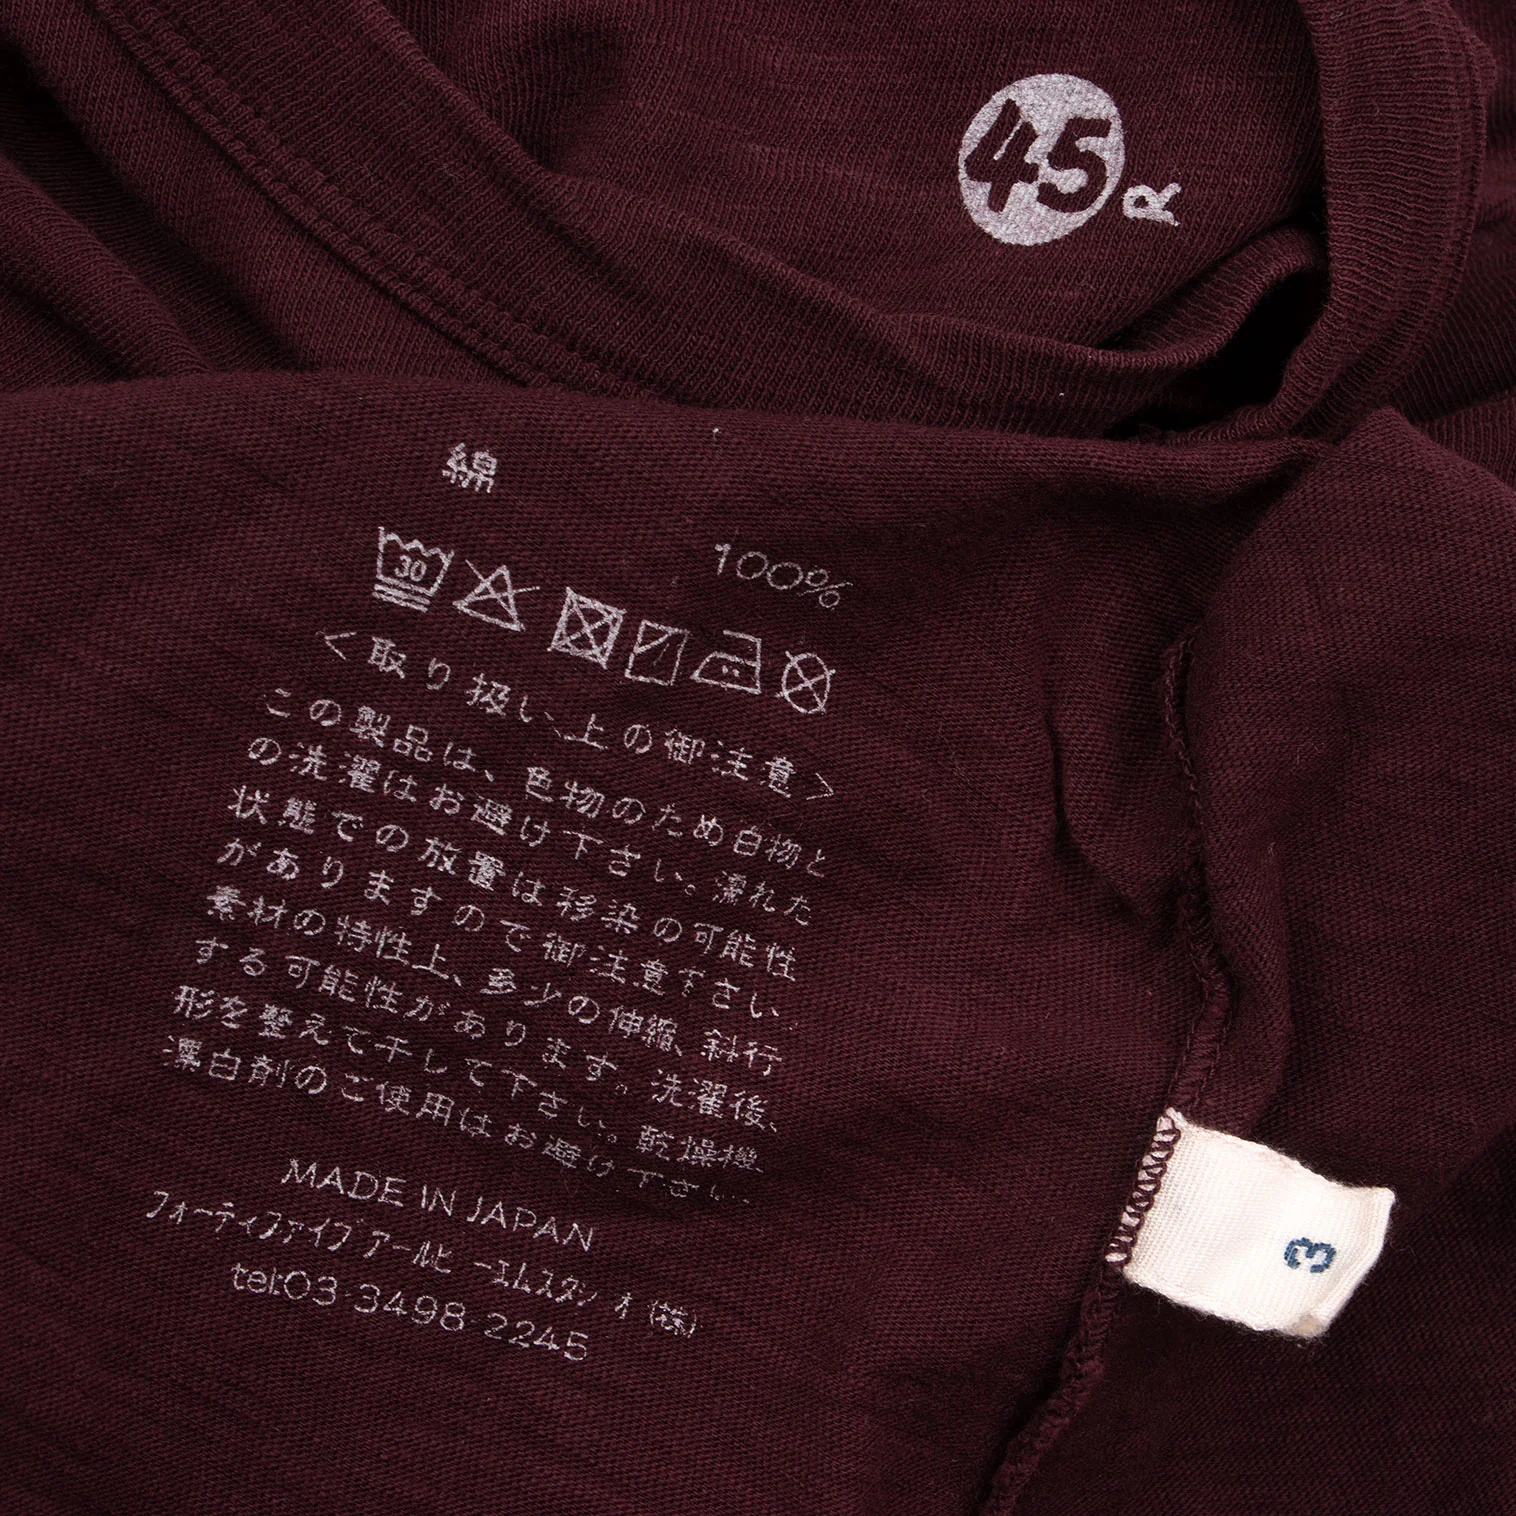 45
R
綿
100%
30
<取り扱い上の御注意>
この製品は、色物のため白物と
の洗濯はお避け下さい。濡れた
状態での放置は移染の可能性
がありますので御注意下さい
素材の特性上、多少の伸縮、斜行
する可能性があります。洗濯後、
形を整えて干して下さい。乾燥機
漂白剤のご使用はお避け下さい。
MADE IN JAPAN
フォーティファイブアールピーエムスタジオ(株)
tel:03-3498-2245
3